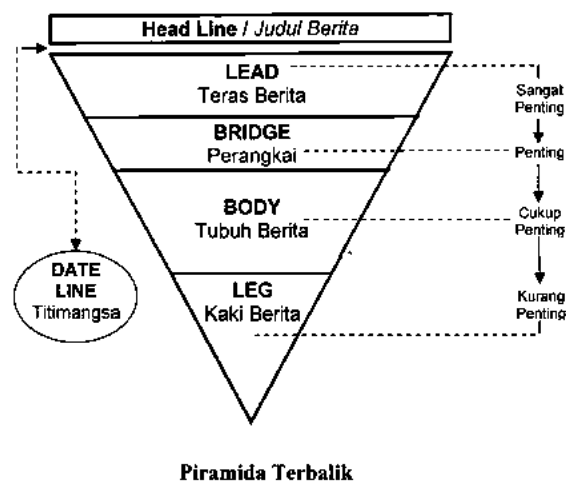 Head Line / Judul Berita
LEAD
Teras Berita
Sangat
Penting
BRIDGE
Perangkai
Penting
BODY
Tubuh Berita
Cukup
Penting
DATE
LINE
Titimangsa
LEG
Kaki Berita
Kurang
Penting
Piramida Terbalik